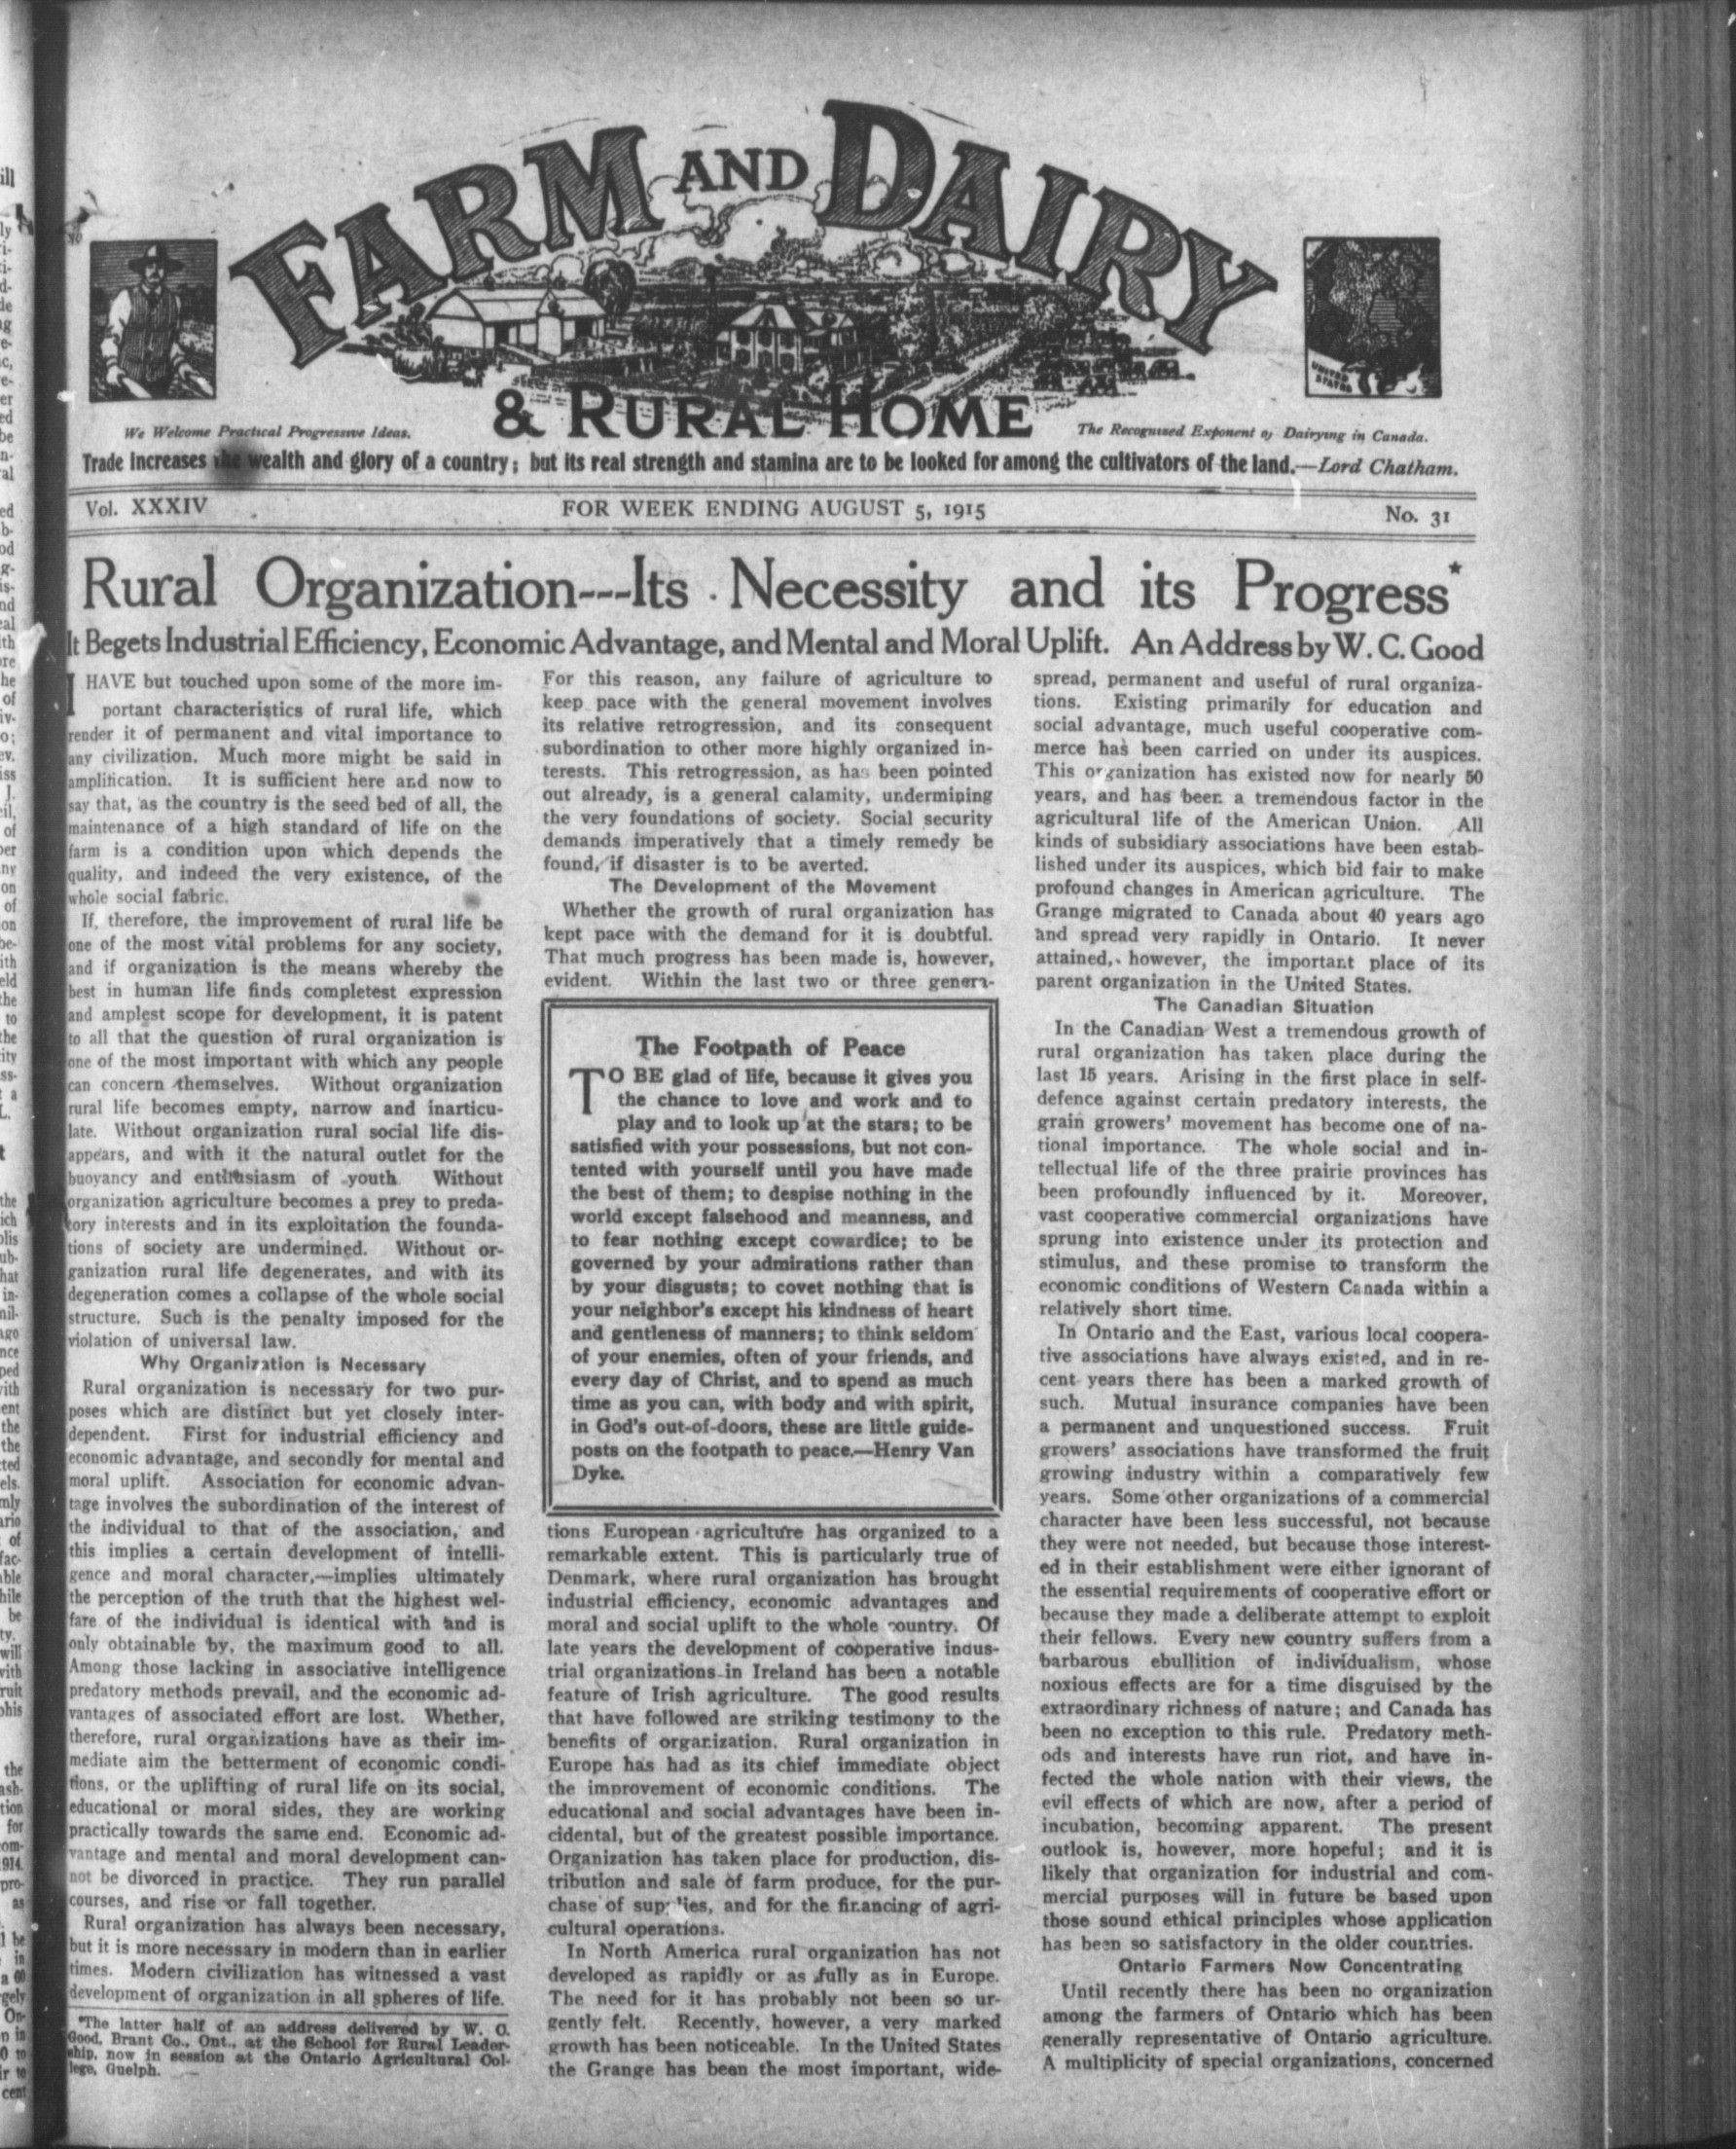 FARM AND DAIRY
& RURAL HOME
UNITED
STATES
We Welcome Practical Progressive Ideas.
The Recognized Exponent of Dairying in Canada.
Trade increases the wealth and glory of a country; but its real strength and stamina are to be looked for among the cultivators of the land.—Lord Chatham.
Vol. XXXIV
FOR WEEK ENDING AUGUST 5, 1915
No. 31
Rural Organization---Its Necessity and its Progress*
It Begets Industrial Efficiency, Economic Advantage, and Mental and Moral Uplift. An Address by W. C. Good
I HAVE but touched upon some of the more im-
portant characteristics of rural life, which
render it of permanent and vital importance to
any civilization. Much more might be said in
amplification. It is sufficient here and now to
say that, as the country is the seed bed of all, the
maintenance of a high standard of life on the
farm is a condition upon which depends the
quality, and indeed the very existence, of the
whole social fabric.
If, therefore, the improvement of rural life be
one of the most vital problems for any society,
and if organization is the means whereby the
best in human life finds completest expression
and amplest scope for development, it is patent
to all that the question of rural organization is
one of the most important with which any people
can concern themselves. Without organization
rural life becomes empty, narrow and inarticu-
late. Without organization rural social life dis-
appears, and with it the natural outlet for the
buoyancy and enthusiasm of youth. Without
organization agriculture becomes a prey to preda-
tory interests and in its exploitation the founda-
tions of society are undermined. Without or-
ganization rural life degenerates, and with its
degeneration comes a collapse of the whole social
structure. Such is the penalty imposed for the
violation of universal law.
Why Organization is Necessary
Rural organization is necessary for two pur-
poses which are distinct but yet closely inter-
dependent. First for industrial efficiency and
economic advantage, and secondly for mental and
moral uplift. Association for economic advan-
tage involves the subordination of the interest of
the individual to that of the association, and
this implies a certain development of intelli-
gence and moral character,—implies ultimately
the perception of the truth that the highest wel-
fare of the individual is identical with and is
only obtainable by, the maximum good to all.
Among those lacking in associative intelligence
predatory methods prevail, and the economic ad-
vantages of associated effort are lost. Whether,
therefore, rural organizations have as their im-
mediate aim the betterment of economic condi-
tions, or the uplifting of rural life on its social,
educational or moral sides, they are working
practically towards the same end. Economic ad-
vantage and mental and moral development can-
not be divorced in practice. They run parallel
courses, and rise or fall together.
Rural organization has always been necessary,
but it is more necessary in modern than in earlier
times. Modern civilization has witnessed a vast
development of organization in all spheres of life.
*The latter half of an address delivered by W. C.
Good, Brant Co., Ont., at the School for Rural Leader-
ship, now in session at the Ontario Agricultural Col-
lege, Guelph.
For this reason, any failure of agriculture to
keep pace with the general movement involves
its relative retrogression, and its consequent
subordination to other more highly organized in-
terests. This retrogression, as has been pointed
out already, is a general calamity, undermining
the very foundations of society. Social security
demands imperatively that a timely remedy be
found, if disaster is to be averted.
The Development of the Movement
Whether the growth of rural organization has
kept pace with the demand for it is doubtful.
That much progress has been made is, however,
evident. Within the last two or three genera-
The Footpath of Peace
TO BE glad of life, because it gives you
the chance to love and work and to
play and to look up at the stars; to be
satisfied with your possessions, but not con-
tented with yourself until you have made
the best of them; to despise nothing in the
world except falsehood and meanness, and
to fear nothing except cowardice; to be
governed by your admirations rather than
by your disgusts; to covet nothing that is
your neighbor's except his kindness of heart
and gentleness of manners; to think seldom
of your enemies, often of your friends, and
every day of Christ, and to spend as much
time as you can, with body and with spirit,
in God's out-of-doors, these are little guide-
posts on the footpath to peace.—Henry Van
Dyke.
tions European agriculture has organized to a
remarkable extent. This is particularly true of
Denmark, where rural organization has brought
industrial efficiency, economic advantages and
moral and social uplift to the whole country. Of
late years the development of cooperative indus-
trial organizations in Ireland has been a notable
feature of Irish agriculture. The good results
that have followed are striking testimony to the
benefits of organization. Rural organization in
Europe has had as its chief immediate object
the improvement of economic conditions. The
educational and social advantages have been in-
cidental, but of the greatest possible importance.
Organization has taken place for production, dis-
tribution and sale of farm produce, for the pur-
chase of supplies, and for the financing of agri-
cultural operations.
In North America rural organization has not
developed as rapidly or as fully as in Europe.
The need for it has probably not been so ur-
gently felt. Recently, however, a very marked
growth has been noticeable. In the United States
the Grange has been the most important, wide-
spread, permanent and useful of rural organiza-
tions. Existing primarily for education and
social advantage, much useful cooperative com-
merce has been carried on under its auspices.
This organization has existed now for nearly 50
years, and has been a tremendous factor in the
agricultural life of the American Union. All
kinds of subsidiary associations have been estab-
lished under its auspices, which bid fair to make
profound changes in American agriculture. The
Grange migrated to Canada about 40 years ago
and spread very rapidly in Ontario. It never
attained, however, the important place of its
parent organization in the United States.
The Canadian Situation
In the Canadian West a tremendous growth of
rural organization has taken place during the
last 15 years. Arising in the first place in self-
defence against certain predatory interests, the
grain growers' movement has become one of na-
tional importance. The whole social and in-
tellectual life of the three prairie provinces has
been profoundly influenced by it. Moreover,
vast cooperative commercial organizations have
sprung into existence under its protection and
stimulus, and these promise to transform the
economic conditions of Western Canada within a
relatively short time.
In Ontario and the East, various local coopera-
tive associations have always existed, and in re-
cent years there has been a marked growth of
such. Mutual insurance companies have been
a permanent and unquestioned success. Fruit
growers' associations have transformed the fruit
growing industry within a comparatively few
years. Some other organizations of a commercial
character have been less successful, not because
they were not needed, but because those interest-
ed in their establishment were either ignorant of
the essential requirements of cooperative effort or
because they made a deliberate attempt to exploit
their fellows. Every new country suffers from a
barbarous ebullition of individualism, whose
noxious effects are for a time disguised by the
extraordinary richness of nature; and Canada has
been no exception to this rule. Predatory meth-
ods and interests have run riot, and have in-
fected the whole nation with their views, the
evil effects of which are now, after a period of
incubation, becoming apparent. The present
outlook is, however, more hopeful; and it is
likely that organization for industrial and com-
mercial purposes will in future be based upon
those sound ethical principles whose application
has been so satisfactory in the older countries.
Ontario Farmers Now Concentrating
Until recently there has been no organization
among the farmers of Ontario which has been
generally representative of Ontario agriculture.
A multiplicity of special organizations, concerned